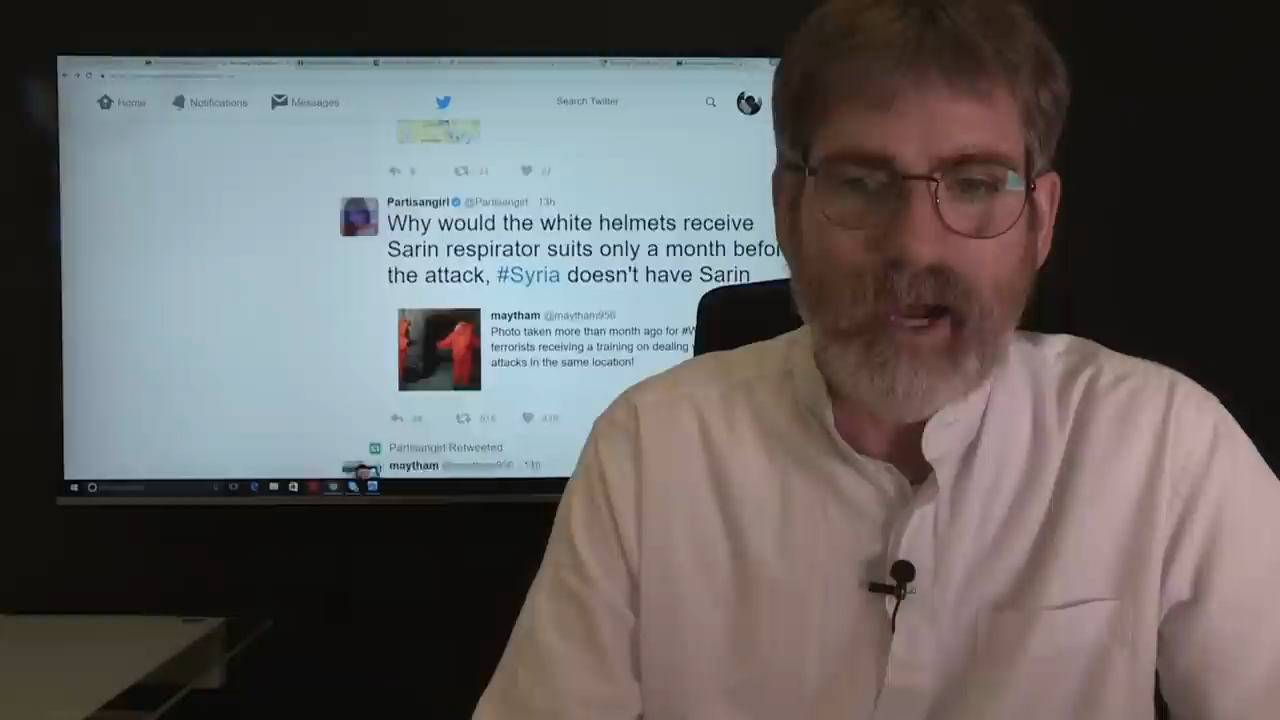 Home Notifications Messages Search Twitter
Partisangirl @Partisangirl · 13h
Why would the white helmets receive
Sarin respirator suits only a month befor
the attack, #Syria doesn't have Sarin
maytham @maytham956
Photo taken more than month ago for #W
terrorists receiving a training on dealing
attacks in the same location!
Partisangirl Retweeted
maytham @maytham956